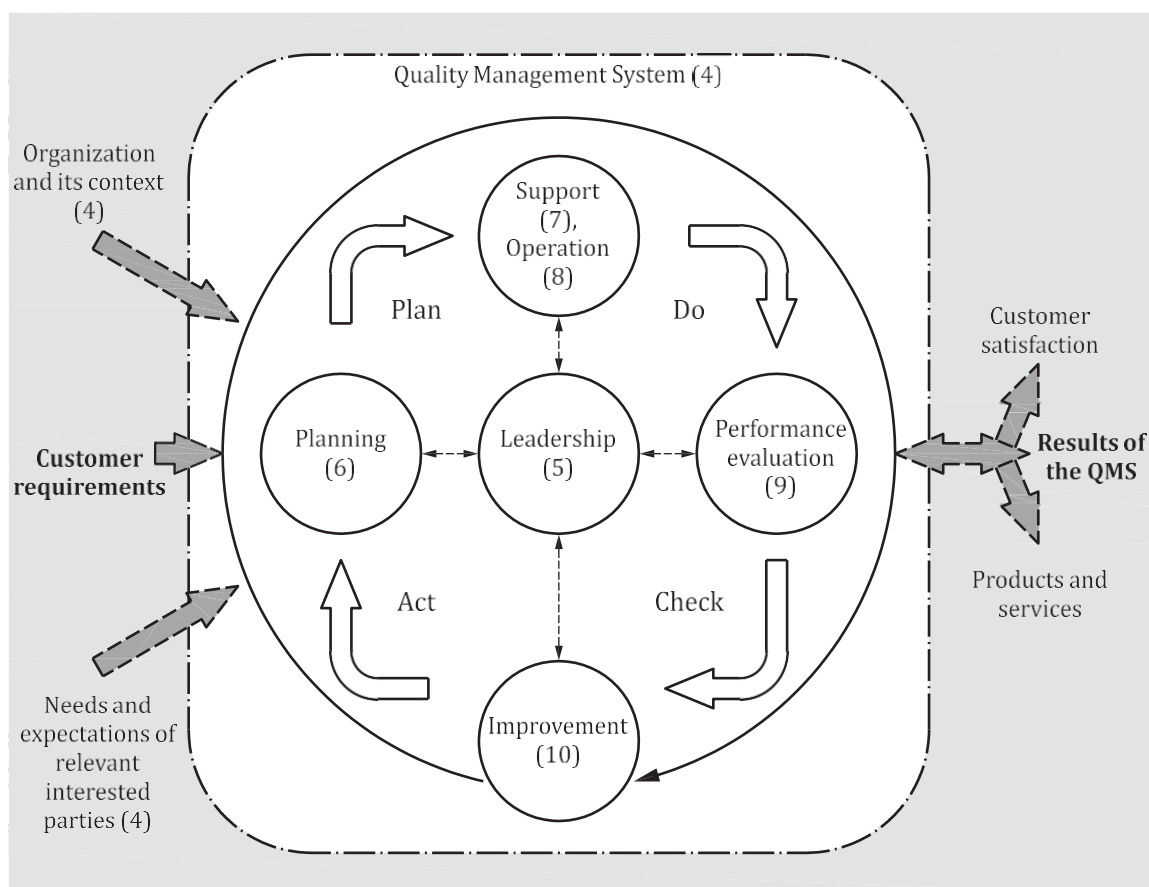 Quality Management System (4)
Organization
and its context
(4)
Support
(7),
Operation
(8)
Plan
Do
Customer
satisfaction
Planning
(6)
Leadership
(5)
Performance
evaluation
(9)
Customer
requirements
Results of
the QMS
Act
Check
Products and
services
Improvement
(10)
Needs and
expectations of
relevant
interested
parties (4)